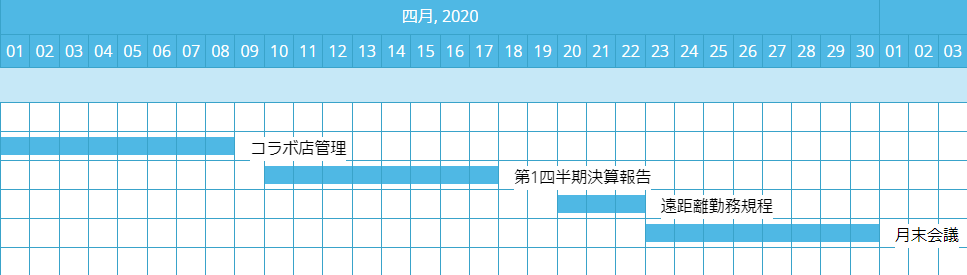 四月, 2020
01 02 03 04 05 06 07 08 09 10 11 12 13 14 15 16 17 18 19 20 21 22 23 24 25 26 27 28 29 30 01 02 03
コラボ店管理
第1四半期決算報告
遠距離勤務規程
月末会議